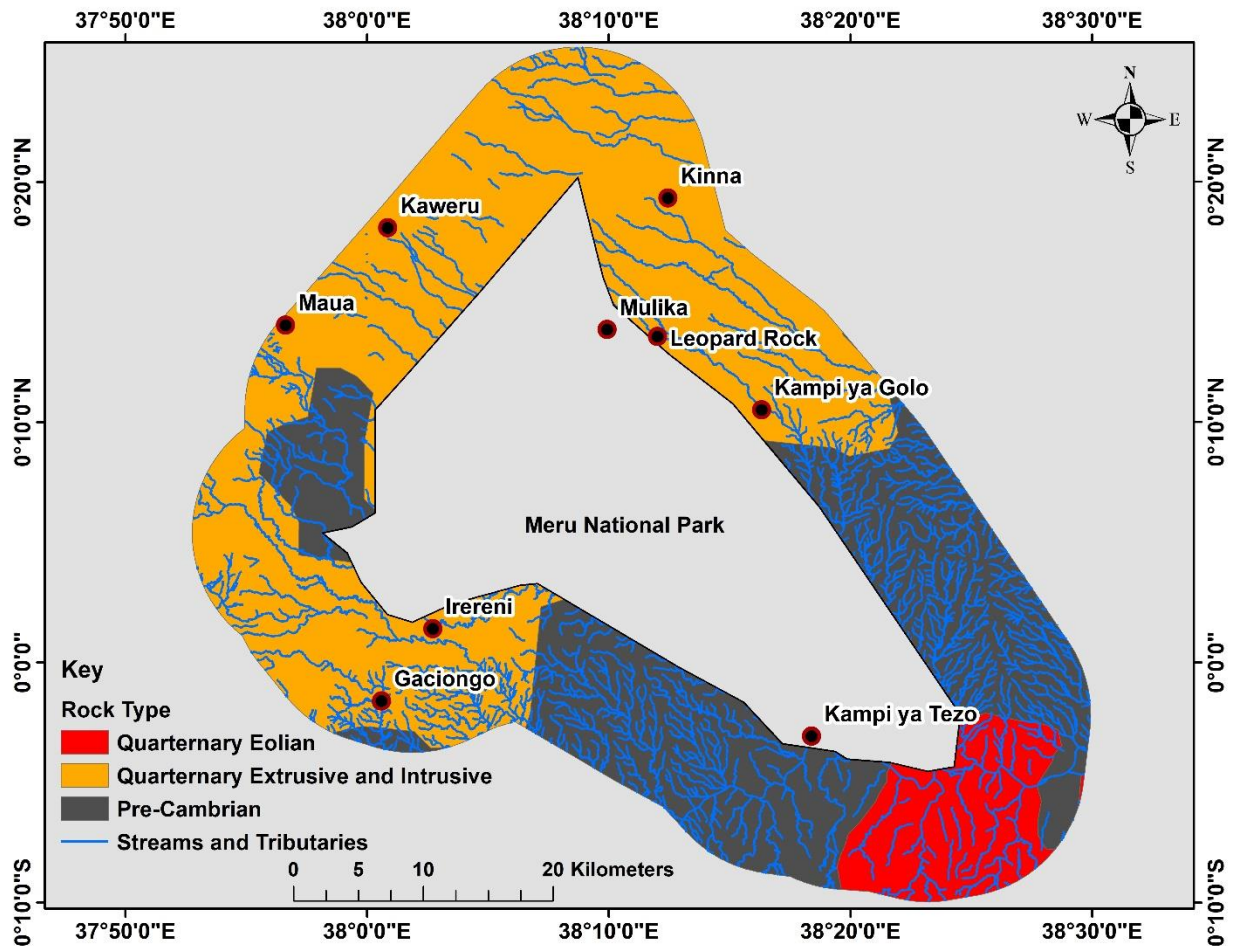 37°50'0"E 38°0'0"E 38°10'0"E 38°20'0"E 38°30'0"E
N
W E
S
0°20'0"N
0°20'0"N
Kinna
Kaweru
Maua
Mulika
Leopard Rock
Kampi ya Golo
0°10'0"N
0°10'0"N
Meru National Park
Irereni
0°0'0"
0°0'0"
Gaciongo
Kampi ya Tezo
Key
Rock Type
Quarternary Eolian
Quarternary Extrusive and Intrusive
Pre-Cambrian
Streams and Tributaries
0 5 10 20 Kilometers
0°10'0"S
0°10'0"S
37°50'0"E 38°0'0"E 38°10'0"E 38°20'0"E 38°30'0"E